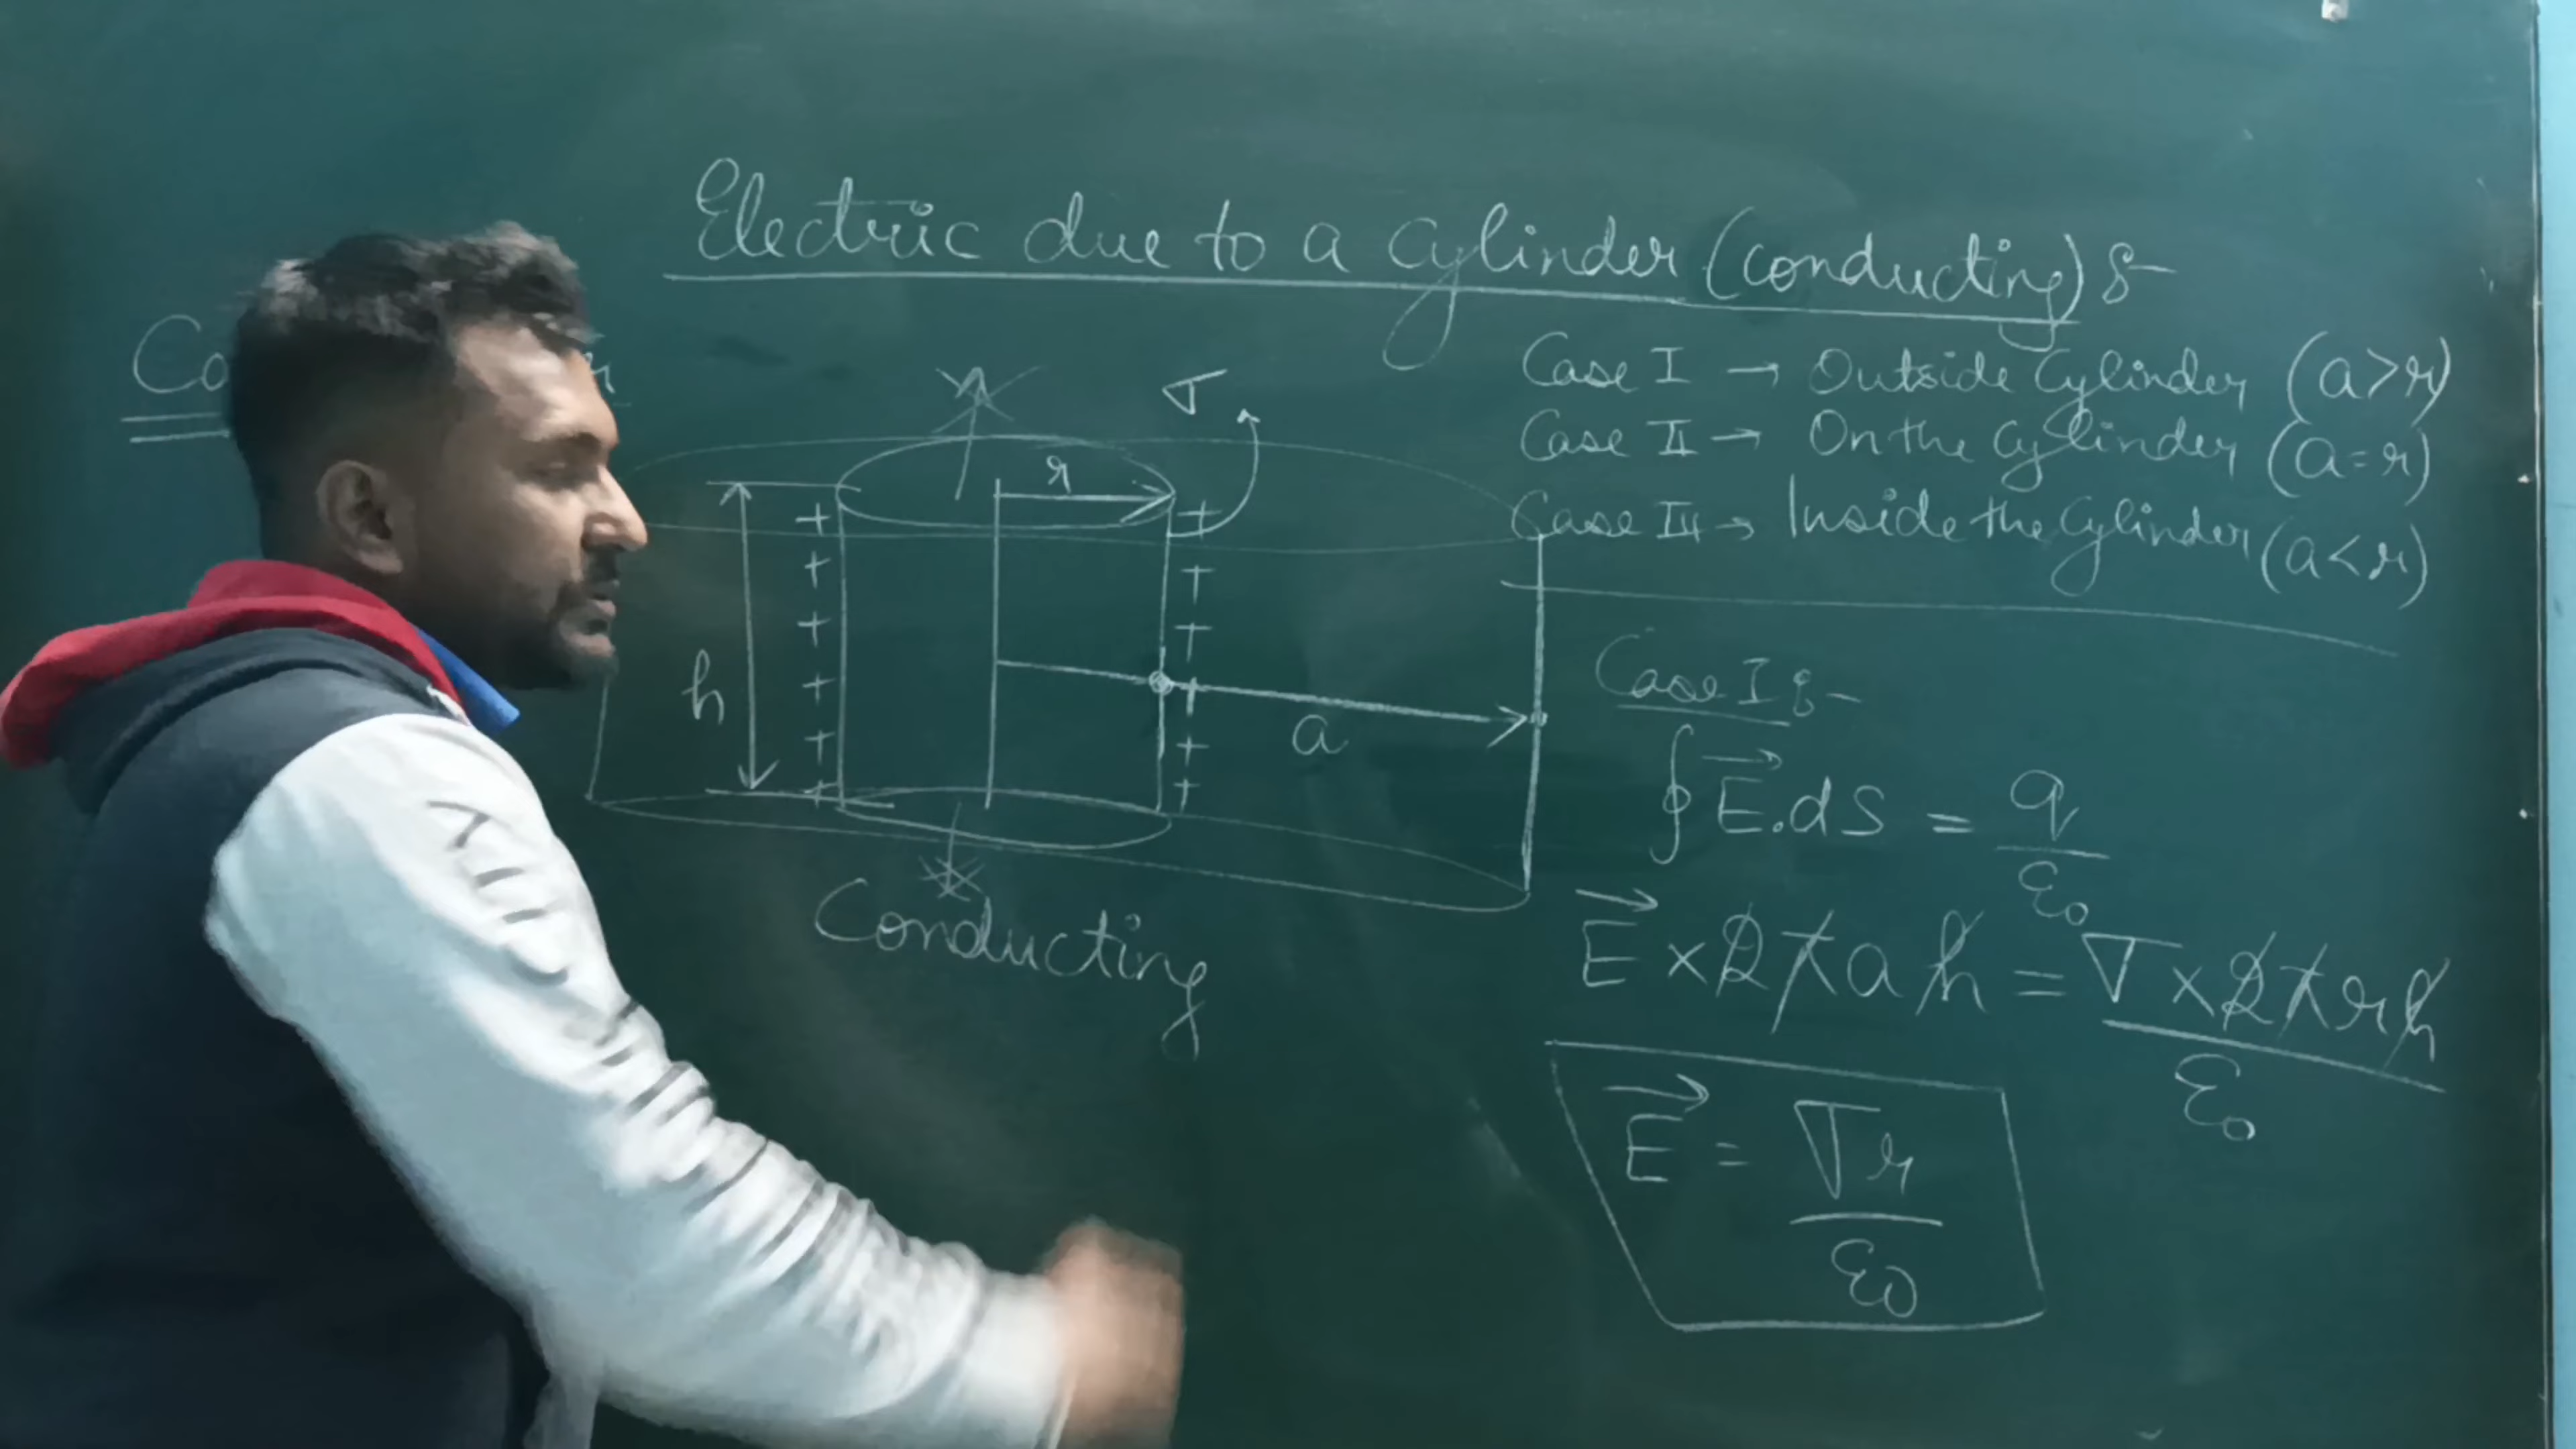 Electric due to a cylinder (conducting) :-
Case I → Outside Cylinder (a>r)
Case II → On the Cylinder (a=r)
Case III → Inside the Cylinder (a<r)
σ
r
h
a
+ + + + + +
+ + + + + +
Conducting
Case I :-
∮ E⃗.dS = q/ε₀
E⃗ × 2πah = σ × 2πrh/ε₀
E⃗ = σr/ε₀